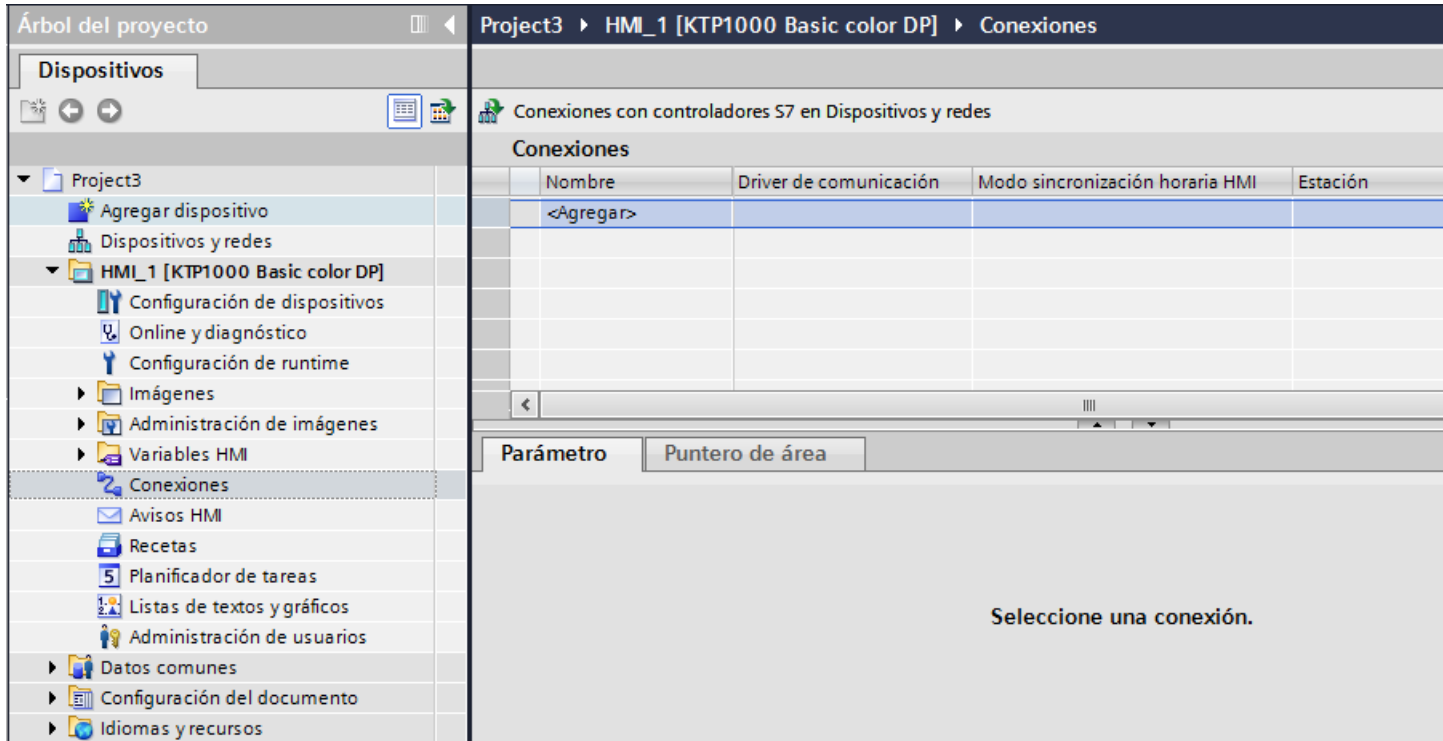 Árbol del proyecto
Dispositivos
Project3
Agregar dispositivo
Dispositivos y redes
HMI_1 [KTP1000 Basic color DP]
Configuración de dispositivos
Online y diagnóstico
Configuración de runtime
Imágenes
Administración de imágenes
Variables HMI
Conexiones
Avisos HMI
Recetas
Planificador de tareas
Listas de textos y gráficos
Administración de usuarios
Datos comunes
Configuración del documento
Idiomas y recursos
Project3 HMI_1 [KTP1000 Basic color DP] Conexiones
Conexiones con controladores S7 en Dispositivos y redes
Conexiones
Nombre Driver de comunicación Modo sincronización horaria HMI Estación
<Agregar>
Parámetro Puntero de área
Seleccione una conexión.